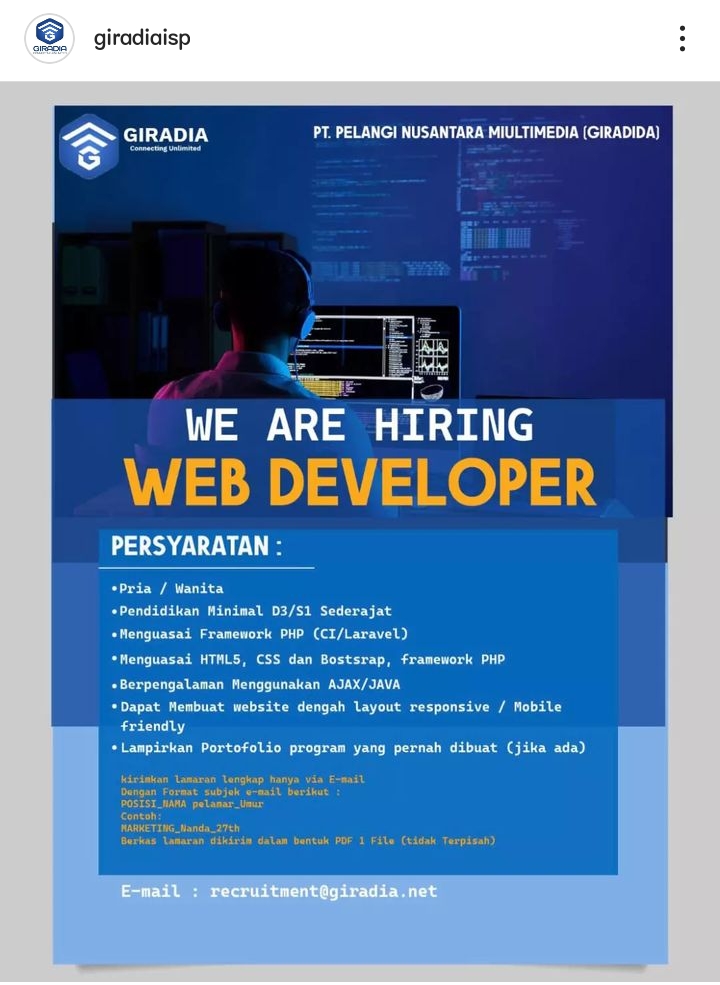 giradiaisp
GIRADIA
GIRADIA
Connecting Unlimited
PT. PELANGI NUSANTARA MIULTIMEDIA (GIRADIDA)
G
WE ARE HIRING
WEB DEVELOPER
PERSYARATAN :
•Pria / Wanita
•Pendidikan Minimal D3/S1 Sederajat
•Menguasai Framework PHP (CI/Laravel)
•Menguasai HTML5, CSS dan Bostsrap, framework PHP
•Berpengalaman Menggunakan AJAX/JAVA
•Dapat Membuat website dengah layout responsive / Mobile
friendly
•Lampirkan Portofolio program yang pernah dibuat (jika ada)
kirimkan lamaran lengkap hanya via E-mail
Dengan Format subjek e-mail berikut :
POSISI_NAMA pelamar_Umur
Contoh:
MARKETING_Nanda_27th
Berkas lamaran dikirim dalam bentuk PDF 1 File (tidak Terpisah)
E-mail : recruitment@giradia.net